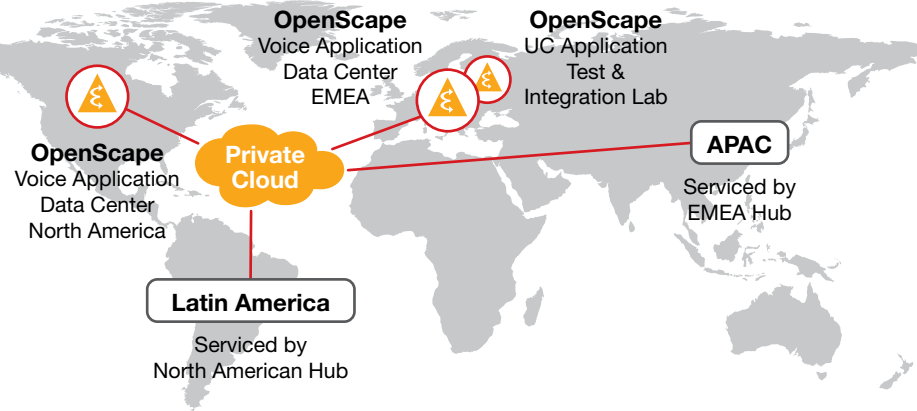 OpenScape
Voice Application
Data Center
EMEA
OpenScape
UC Application
Test &
Integration Lab
OpenScape
Voice Application
Data Center
North America
Private
Cloud
APAC
Serviced by
EMEA Hub
Latin America
Serviced by
North American Hub